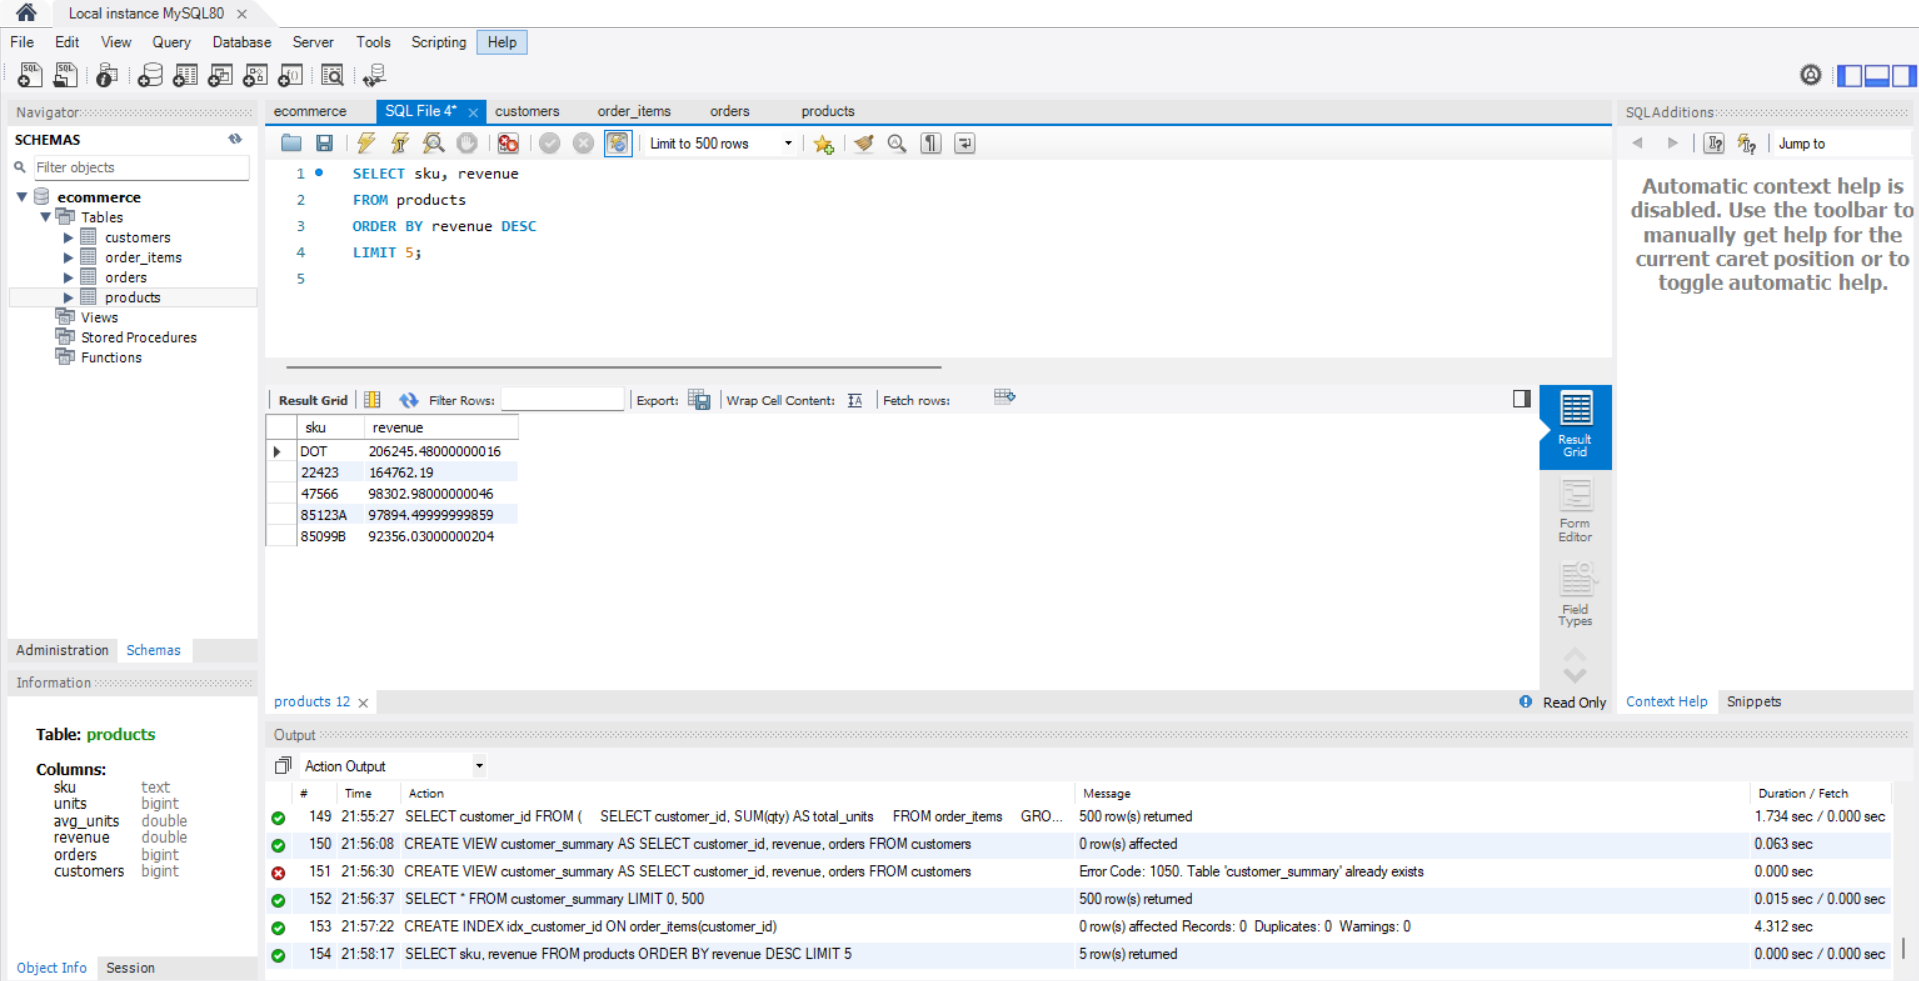 Local instance MySQL80
File Edit View Query Database Server Tools Scripting Help
Navigator
SCHEMAS
Filter objects
ecommerce
Tables
customers
order_items
orders
products
Views
Stored Procedures
Functions
Administration Schemas
Information
Table: products
Columns:
sku text
units bigint
avg_units double
revenue double
orders bigint
customers bigint
Object Info Session
ecommerce SQL File 4* customers order_items orders products
Limit to 500 rows
1 SELECT sku, revenue
2 FROM products
3 ORDER BY revenue DESC
4 LIMIT 5;
5
Result Grid Filter Rows: Export: Wrap Cell Content: Fetch rows:
sku revenue
DOT 206245.48000000016
22423 164762.19
47566 98302.98000000046
85123A 97894.49999999859
85099B 92356.03000000204
Result
Grid
Form
Editor
Field
Types
products 12
Read Only
SQLAdditions
Jump to
Automatic context help is
disabled. Use the toolbar to
manually get help for the
current caret position or to
toggle automatic help.
Context Help Snippets
Output
Action Output
# Time Action Message Duration / Fetch
149 21:55:27 SELECT customer_id FROM ( SELECT customer_id, SUM(qty) AS total_units FROM order_items GRO... 500 row(s) returned 1.734 sec / 0.000 sec
150 21:56:08 CREATE VIEW customer_summary AS SELECT customer_id, revenue, orders FROM customers 0 row(s) affected 0.063 sec
151 21:56:30 CREATE VIEW customer_summary AS SELECT customer_id, revenue, orders FROM customers Error Code: 1050. Table 'customer_summary' already exists 0.000 sec
152 21:56:37 SELECT * FROM customer_summary LIMIT 0, 500 500 row(s) returned 0.015 sec / 0.000 sec
153 21:57:22 CREATE INDEX idx_customer_id ON order_items(customer_id) 0 row(s) affected Records: 0 Duplicates: 0 Warnings: 0 4.312 sec
154 21:58:17 SELECT sku, revenue FROM products ORDER BY revenue DESC LIMIT 5 5 row(s) returned 0.000 sec / 0.000 sec